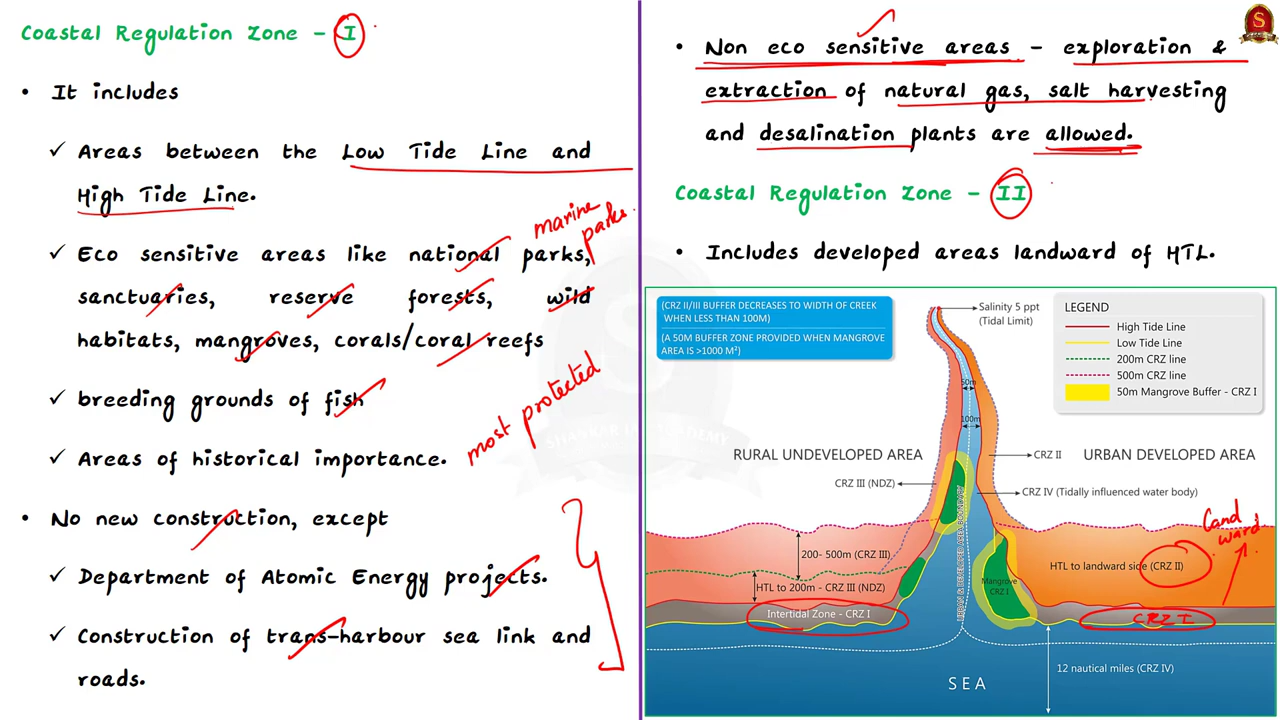 Coastal Regulation Zone - I
• It includes
✓ Areas between the Low Tide Line and
High Tide Line.
✓ Eco sensitive areas like national parks,
sanctuaries, reserve forests, wild
habitats, mangroves, corals/coral reefs
marine
parks
✓ breeding grounds of fish
✓ Areas of historical importance.
most protected
• No new construction, except
✓ Department of Atomic Energy projects.
✓ Construction of trans-harbour sea link and
roads.
• Non eco sensitive areas - exploration &
extraction of natural gas, salt harvesting
and desalination plants are allowed.
Coastal Regulation Zone - II
• Includes developed areas landward of HTL.
(CRZ II/III BUFFER DECREASES TO WIDTH OF CREEK
WHEN LESS THAN 100M)
(A 50M BUFFER ZONE PROVIDED WHEN MANGROVE
AREA IS >1000 M²)
Salinity 5 ppt
(Tidal Limit)
LEGEND
High Tide Line
Low Tide Line
200m CRZ line
500m CRZ line
50m Mangrove Buffer - CRZ I
50m
100m
RURAL UNDEVELOPED AREA
CRZ II
URBAN DEVELOPED AREA
CRZ III (NDZ)
CRZ IV (Tidally influenced water body)
Land
ward
200- 500m (CRZ III)
HTL to landward side (CRZ II)
HTL to 200m - CRZ III (NDZ)
Mangrove
CRZ I
Intertidal Zone - CRZ I
CRZ I
12 nautical miles (CRZ IV)
SEA